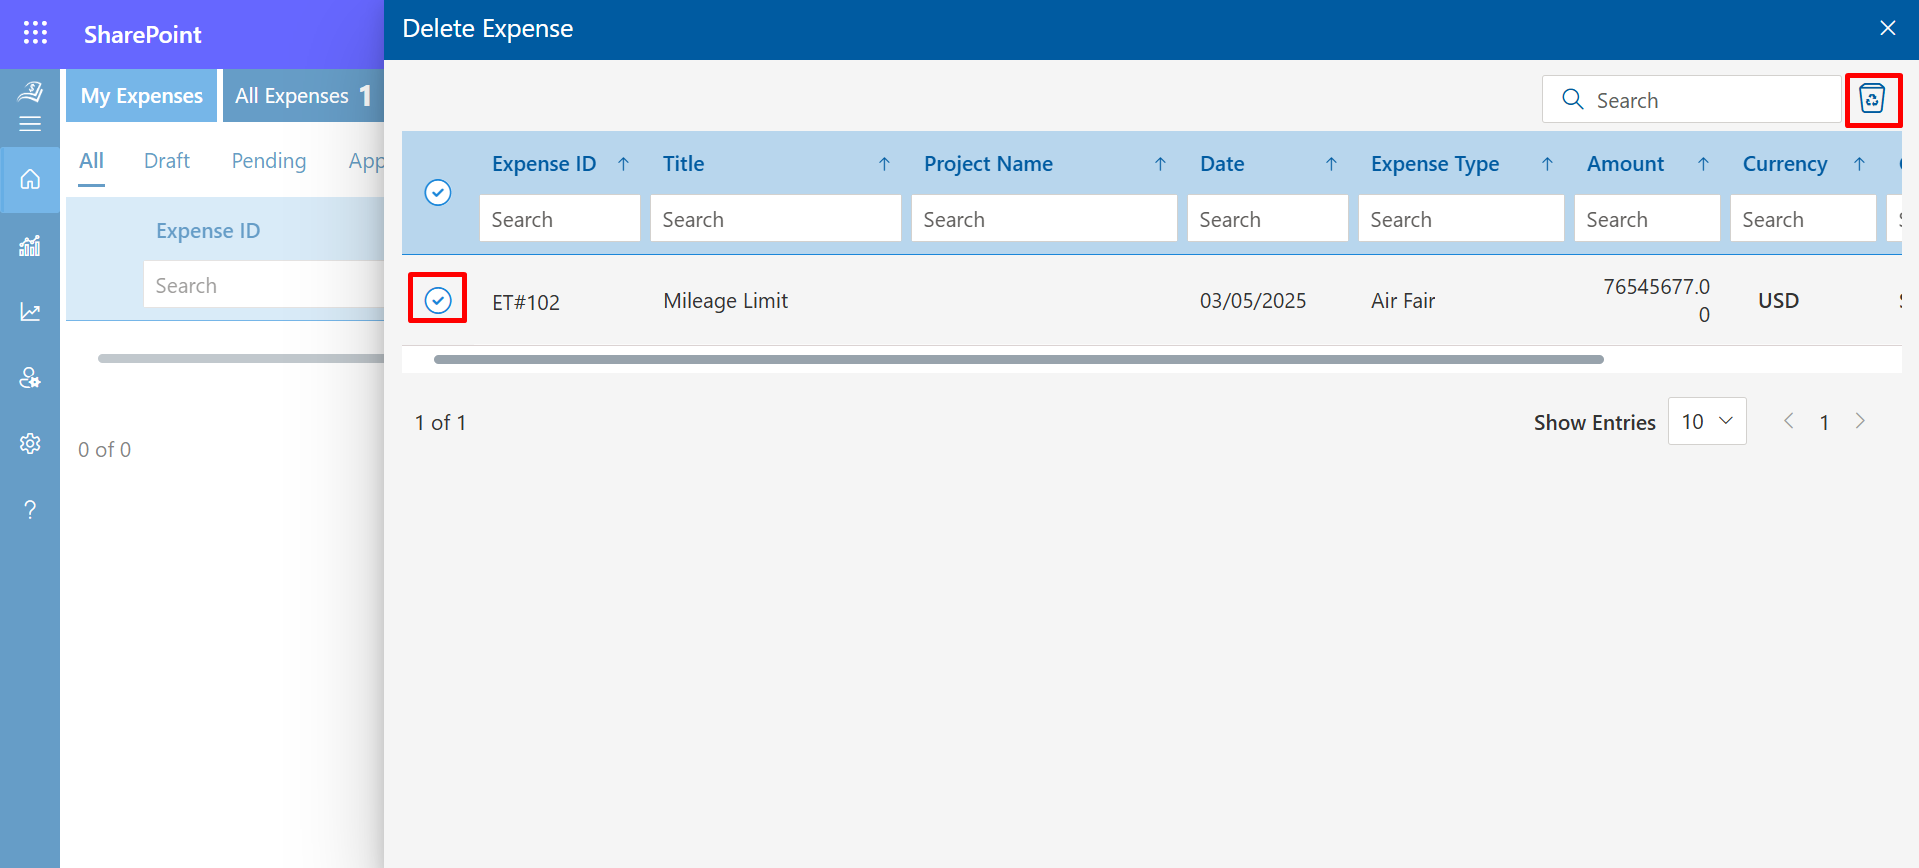 SharePoint
Delete Expense
My Expenses
All Expenses 1
Search
All
Draft
Pending
App
Expense ID
Search
Expense ID
Title
Project Name
Date
Expense Type
Amount
Currency
Search
Search
Search
Search
Search
Search
Search
ET#102
Mileage Limit
03/05/2025
Air Fair
76545677.0
0
USD
1 of 1
Show Entries
10
1
0 of 0